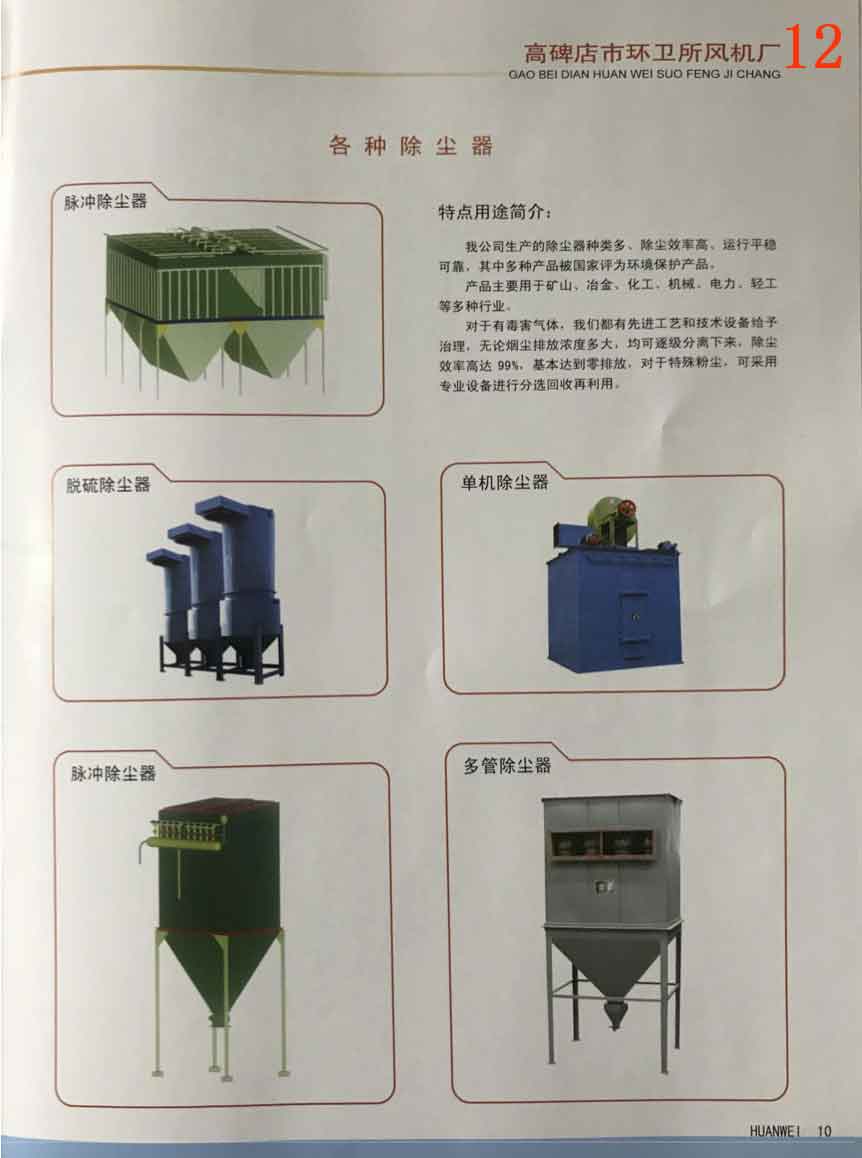 高碑店市环卫所风机厂
12
GAO BEI DIAN HUAN WEI SUO FENG JI CHANG
各种除尘器
脉冲除尘器
特点用途简介：
我公司生产的除尘器种类多、除尘效率高、运行平稳
可靠，其中多种产品被国家评为环境保护产品。
产品主要用于矿山、冶金、化工、机械、电力、轻工
等多种行业。
对于有毒害气体，我们都有先进工艺和技术设备给予
治理，无论烟尘排放浓度多大，均可逐级分离下来，除尘
效率高达 99%，基本达到零排放，对于特殊粉尘，可采用
专业设备进行分选回收再利用。
脱硫除尘器
单机除尘器
脉冲除尘器
多管除尘器
HUANWEI 10